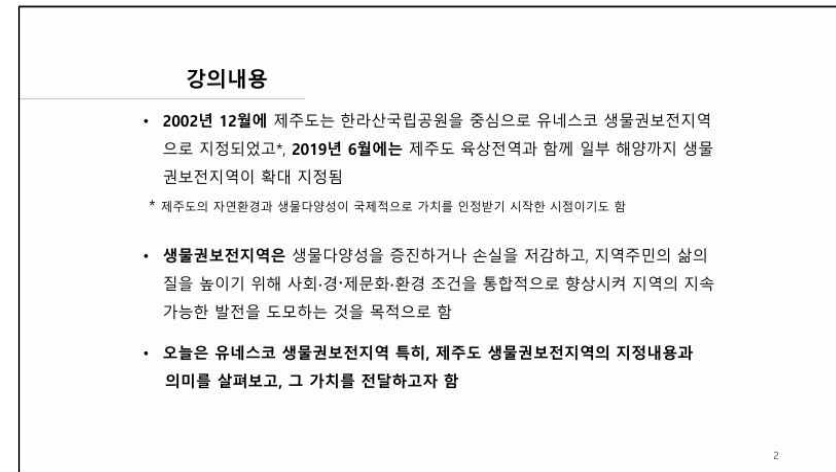 강의내용
• 2002년 12월에 제주도는 한라산국립공원을 중심으로 유네스코 생물권보전지역
으로 지정되었고*, 2019년 6월에는 제주도 육상전역과 함께 일부 해양까지 생물
권보전지역이 확대 지정됨
* 제주도의 자연환경과 생물다양성이 국제적으로 가치를 인정받기 시작한 시점이기도 함
• 생물권보전지역은 생물다양성을 증진하거나 손실을 저감하고, 지역주민의 삶의
질을 높이기 위해 사회·경·제문화·환경 조건을 통합적으로 향상시켜 지역의 지속
가능한 발전을 도모하는 것을 목적으로 함
• 오늘은 유네스코 생물권보전지역 특히, 제주도 생물권보전지역의 지정내용과
의미를 살펴보고, 그 가치를 전달하고자 함
2